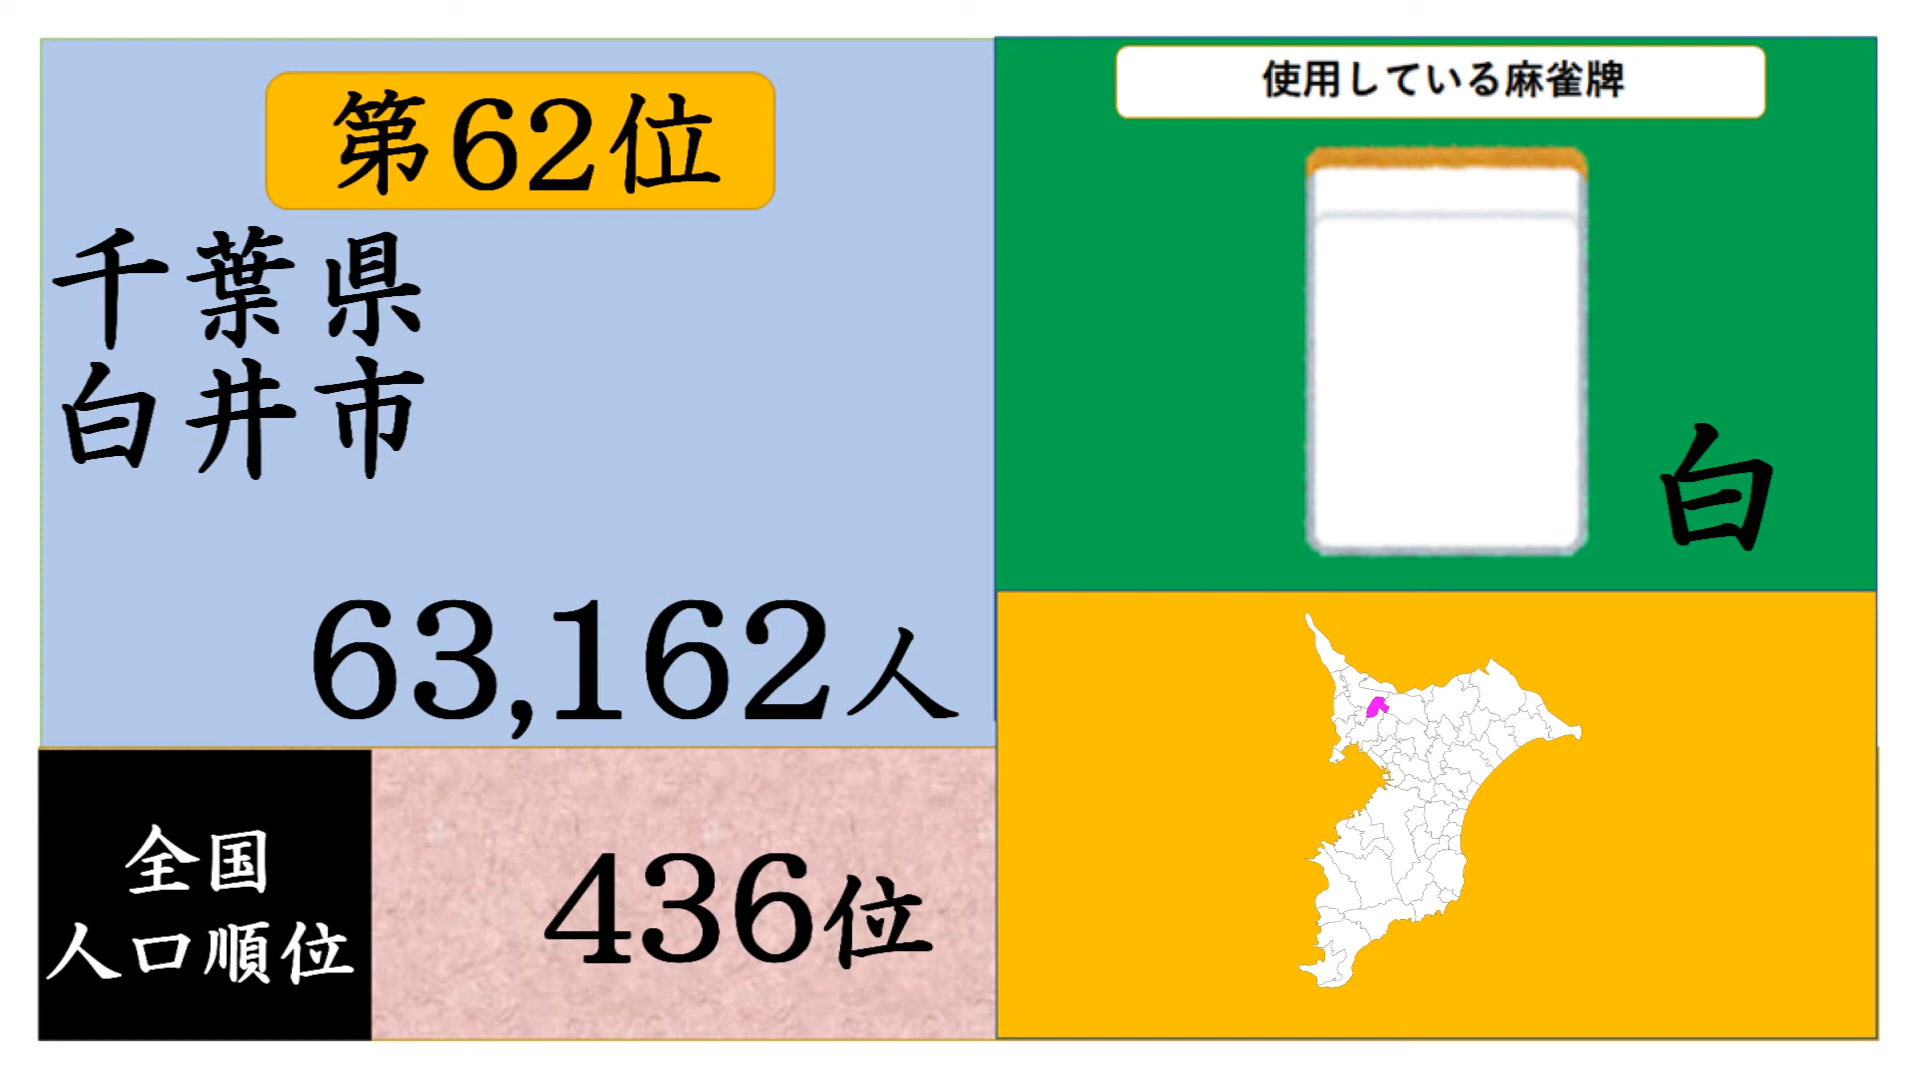 第62位
千葉県
白井市
63,162人
全国
人口順位
436位
使用している麻雀牌
白